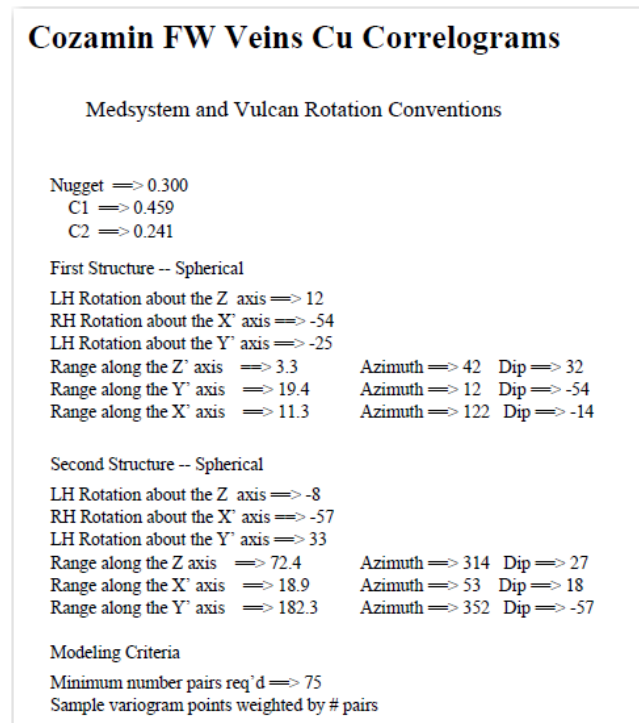 Cozamin FW Veins Cu Correlograms
Medsystem and Vulcan Rotation Conventions
Nugget ==> 0.300
C1 ==> 0.459
C2 ==> 0.241
First Structure -- Spherical
LH Rotation about the Z axis ==> 12
RH Rotation about the X' axis ==> -54
LH Rotation about the Y' axis ==> -25
Range along the Z' axis ==> 3.3 Azimuth ==> 42 Dip ==> 32
Range along the Y' axis ==> 19.4 Azimuth ==> 12 Dip ==> -54
Range along the X' axis ==> 11.3 Azimuth ==> 122 Dip ==> -14
Second Structure -- Spherical
LH Rotation about the Z axis ==> -8
RH Rotation about the X' axis ==> -57
LH Rotation about the Y' axis ==> 33
Range along the Z axis ==> 72.4 Azimuth ==> 314 Dip ==> 27
Range along the X' axis ==> 18.9 Azimuth ==> 53 Dip ==> 18
Range along the Y' axis ==> 182.3 Azimuth ==> 352 Dip ==> -57
Modeling Criteria
Minimum number pairs req'd ==> 75
Sample variogram points weighted by # pairs